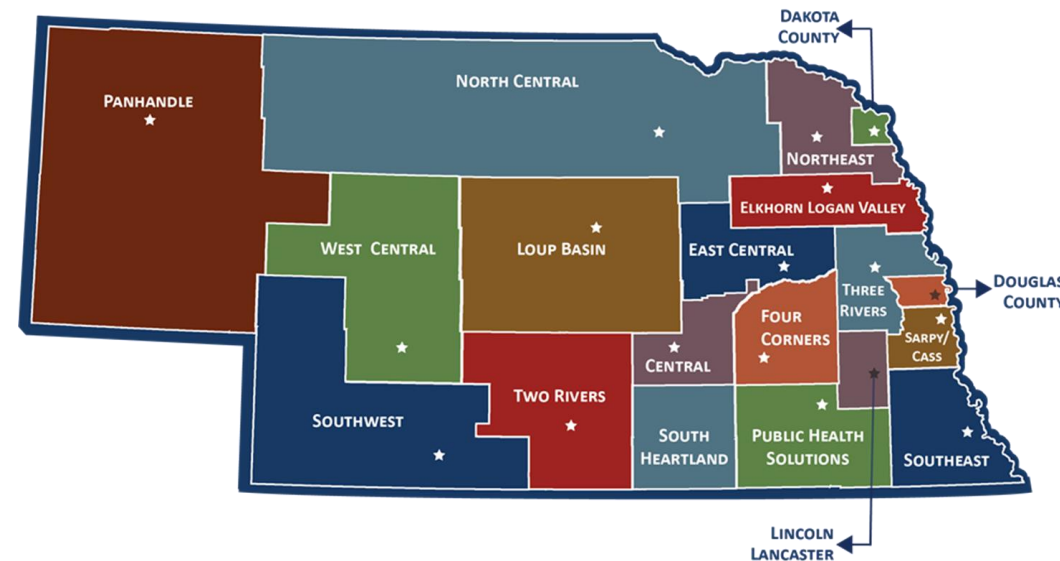 DAKOTA
COUNTY
NORTH CENTRAL
PANHANDLE
NORTHEAST
ELKHORN LOGAN VALLEY
WEST CENTRAL
LOUP BASIN
EAST CENTRAL
DOUGLAS
COUNTY
THREE
RIVERS
FOUR
CORNERS
SARPY/
CASS
CENTRAL
TWO RIVERS
SOUTHWEST
SOUTH
HEARTLAND
PUBLIC HEALTH
SOLUTIONS
SOUTHEAST
LINCOLN
LANCASTER